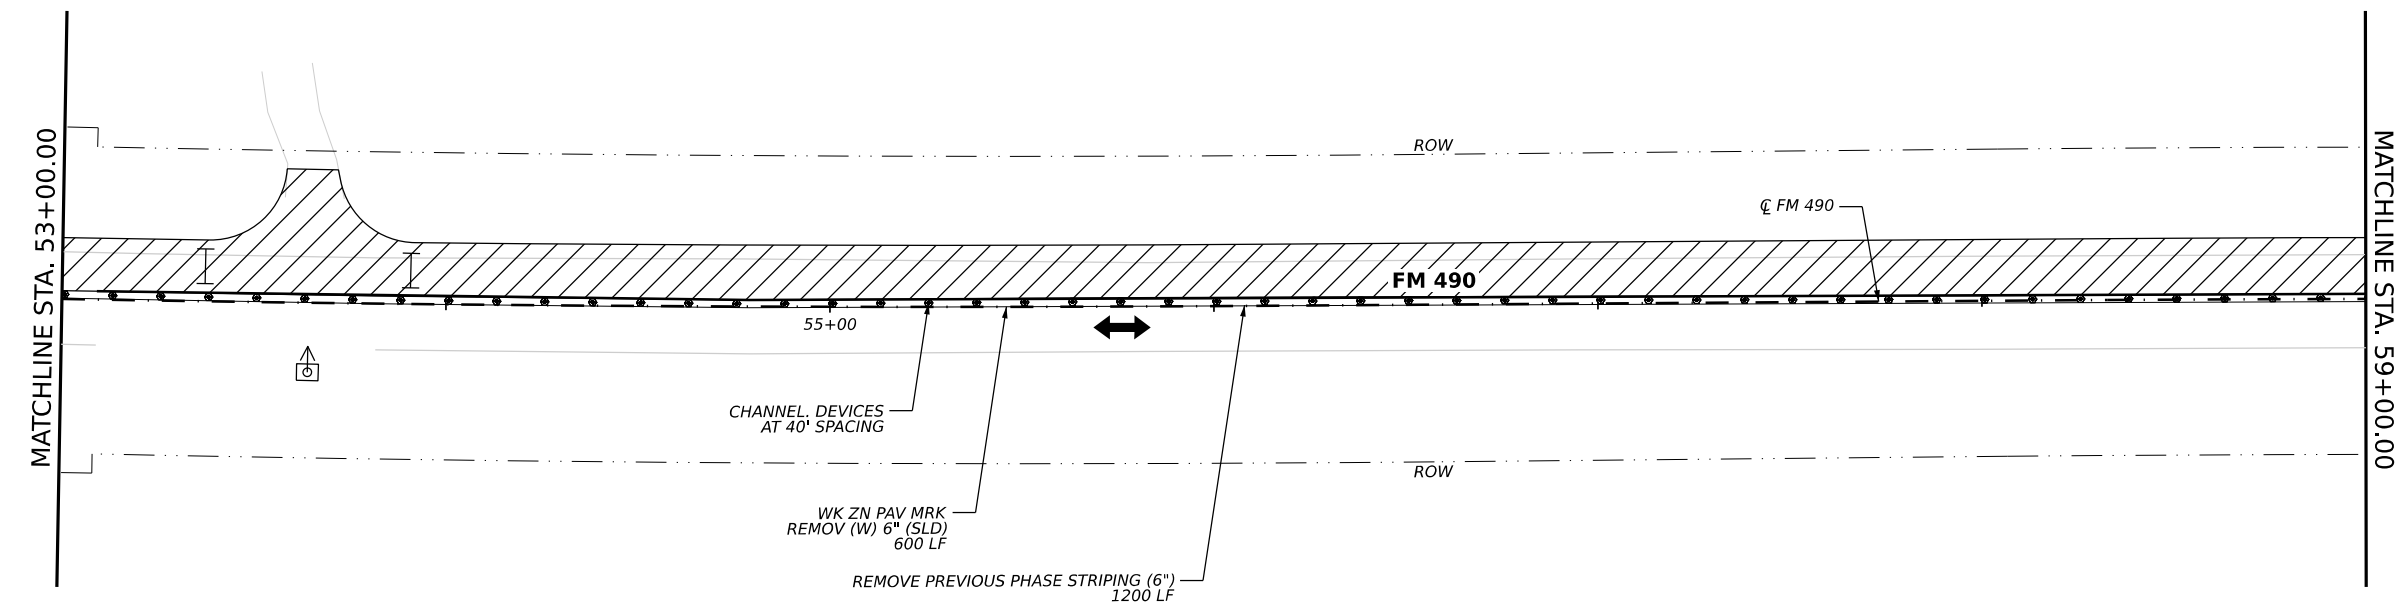 MATCHLINE STA. 53+00.00
ROW
℄ FM 490
FM 490
55+00
CHANNEL. DEVICES
AT 40' SPACING
ROW
WK ZN PAV MRK
REMOV (W) 6" (SLD)
600 LF
REMOVE PREVIOUS PHASE STRIPING (6")
1200 LF
MATCHLINE STA. 59+00.00